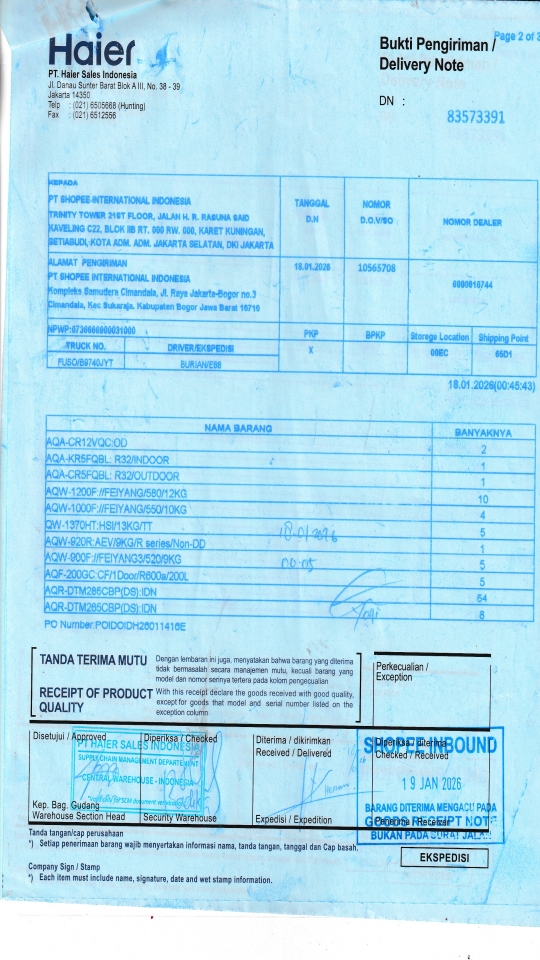 Page 2 of 3
Haier
Bukti Pengiriman /
Delivery Note
PT. Haier Sales Indonesia
Jl. Danau Sunter Barat Blok A III, No. 38 - 39
Jakarta 14350
Telp : (021) 6505668 (Hunting)
Fax : (021) 6512556
DN :
83573391
KEPADA
PT SHOPEE INTERNATIONAL INDONESIA
TRINITY TOWER 21ST FLOOR, JALAN H. R. RASUNA SAID
KAVELING C22, BLOK IIB RT. 000 RW. 000, KARET KUNINGAN,
SETIABUDI, KOTA ADM. ADM. JAKARTA SELATAN, DKI JAKARTA
TANGGAL
D.N
NOMOR
D.O.V/SO
NOMOR DEALER
ALAMAT PENGIRIMAN
PT SHOPEE INTERNATIONAL INDONESIA
Kompleks Samudera Cimandala, Jl. Raya Jakarta-Bogor no.3
Cimandala, Kec Sukaraja. Kabupaten Bogor Jawa Barat 16710
18.01.2026
10565708
0000010744
NPWP:0736666900031000
PKP
BPKP
Storege Location
Shipping Point
TRUCK NO.
DRIVER/EKSPEDISI
X
00EC
65D1
FUSO/B9740JYT
BURIAN/E86
18.01.2026(00:45:43)
NAMA BARANG
BANYAKNYA
AQA-CR12VQC:OD
2
AQA-KR5FQBL: R32/INDOOR
1
AQA-CR5FQBL: R32/OUTDOOR
1
AQW-1200F://FEIYANG/580/12KG
10
AQW-1000F://FEIYANG/550/10KG
4
QW-1370HT:HSI/13KG/TT
5
AQW-920R:AEV/9KG/R series/Non-DD
1
AQW-900F://FEIYANG3/520/9KG
5
AQF-200GC:CF/1Door/R600a/200L
5
AQR-DTM286CBP(DS):IDN
54
AQR-DTM265CBP(DS):IDN
8
18-01-2026
00:05
Yogi
PO Number:POIDOIDH26011416E
TANDA TERIMA MUTU
Dengan lembaran ini juga, menyatakan bahwa barang yang diterima
tidak bermasalah secara manajemen mutu, kecuali barang yang
model dan nomor serinya tertera pada kolom pengecualian
RECEIPT OF PRODUCT
QUALITY
With this receipt declare the goods received with good quality,
except for goods that model and serial number listed on the
exception column
Perkecualian /
Exception
Disetujui / Approved
Diperiksa / Checked
Diterima / dikirimkan
Received / Delivered
Diperiksa / diterima
Checked / Received
PT HAIER SALES INDONESIA
SUPPLY CHAIN MANAGEMENT DEPARTEMENT
CENTRAL WAREHOUSE - INDONESIA
SHOPEE INBOUND
19 JAN 2026
BARANG DITERIMA MENGACU PADA
GOODS RECEIPT NOTE
BUKAN PADA SURAT JALAN
Herman
Kep. Bag. Gudang
Warehouse Section Head
Security Warehouse
Expedisi / Expedition
Penerima / Receiver
Tanda tangan/cap perusahaan
*) Setiap penerimaan barang wajib menyertakan informasi nama, tanda tangan, tanggal dan Cap basah.
EKSPEDISI
Company Sign / Stamp
*) Each item must include name, signature, date and wet stamp information.